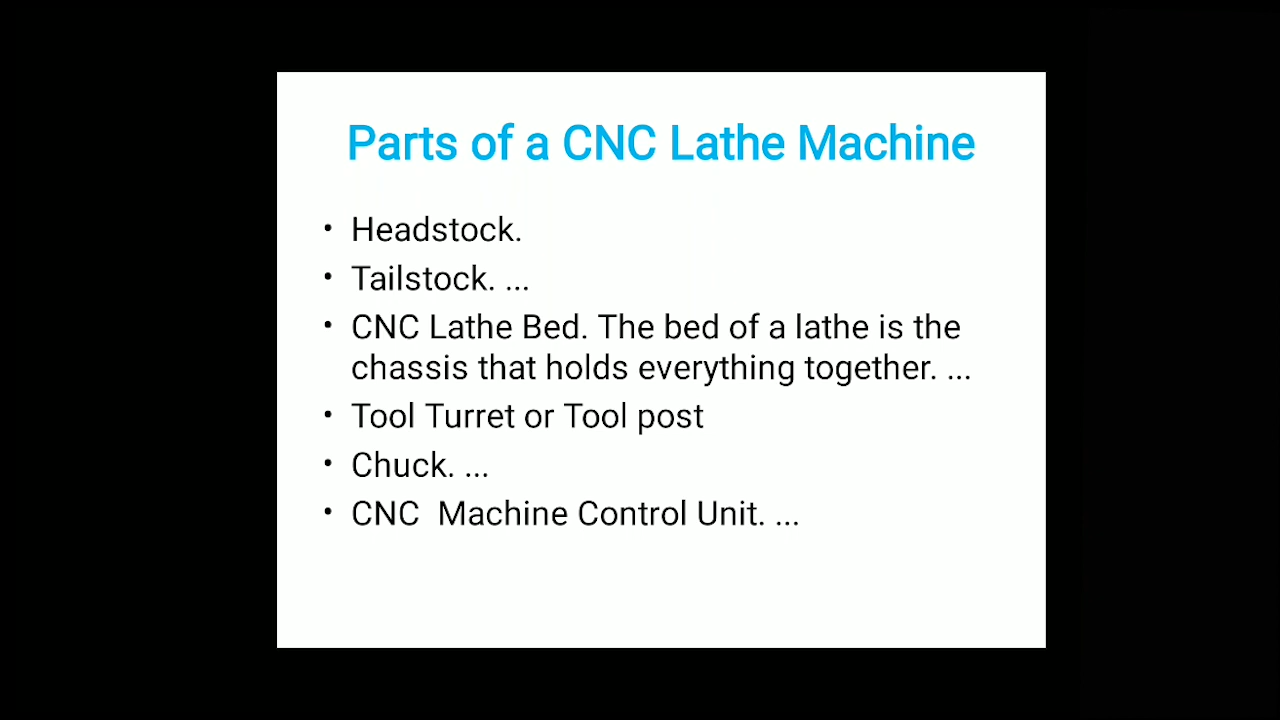 Parts of a CNC Lathe Machine
• Headstock.
• Tailstock. ...
• CNC Lathe Bed. The bed of a lathe is the
chassis that holds everything together. ...
• Tool Turret or Tool post
• Chuck. ...
• CNC  Machine Control Unit. ...